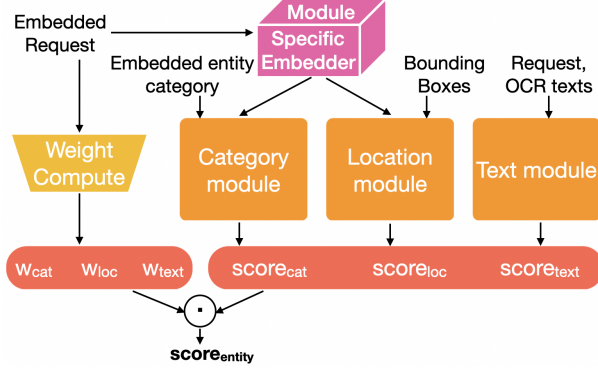 Embedded
Request
Module
Specific
Embedder
Embedded entity
category
Bounding
Boxes
Request,
OCR texts
Weight
Compute
Category
module
Location
module
Text module
wcat wloc wtext
scorecat scoreloc scoretext
scoreentity